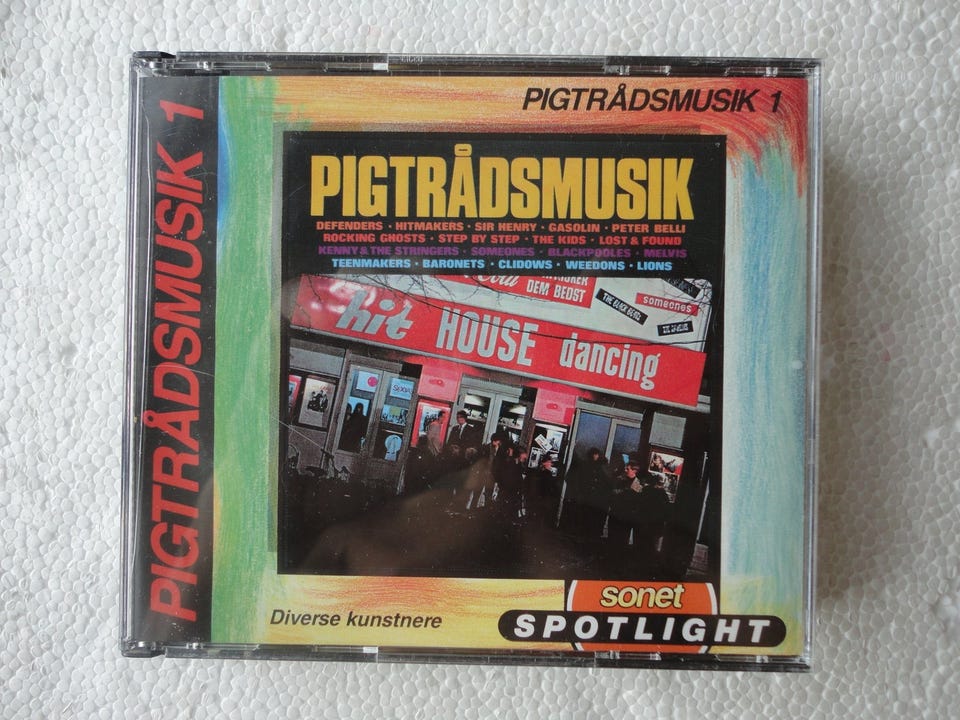 PIGTRÅDSMUSIK 1
PIGTRÅDSMUSIK 1
PIGTRÅDSMUSIK
DEFENDERS · HITMAKERS · SIR HENRY · GASOLIN · PETER BELLI
ROCKING GHOSTS · STEP BY STEP · THE KIDS · LOST & FOUND
KENNY & THE STRINGERS · SOMEONES · BLACKPOOLES · MELVIS
TEENMAKERS · BARONETS · CLIDOWS · WEEDONS · LIONS
DEM BEDST
THE BLACK
someones
hit HOUSE dancing
Diverse kunstnere
sonet
SPOTLIGHT